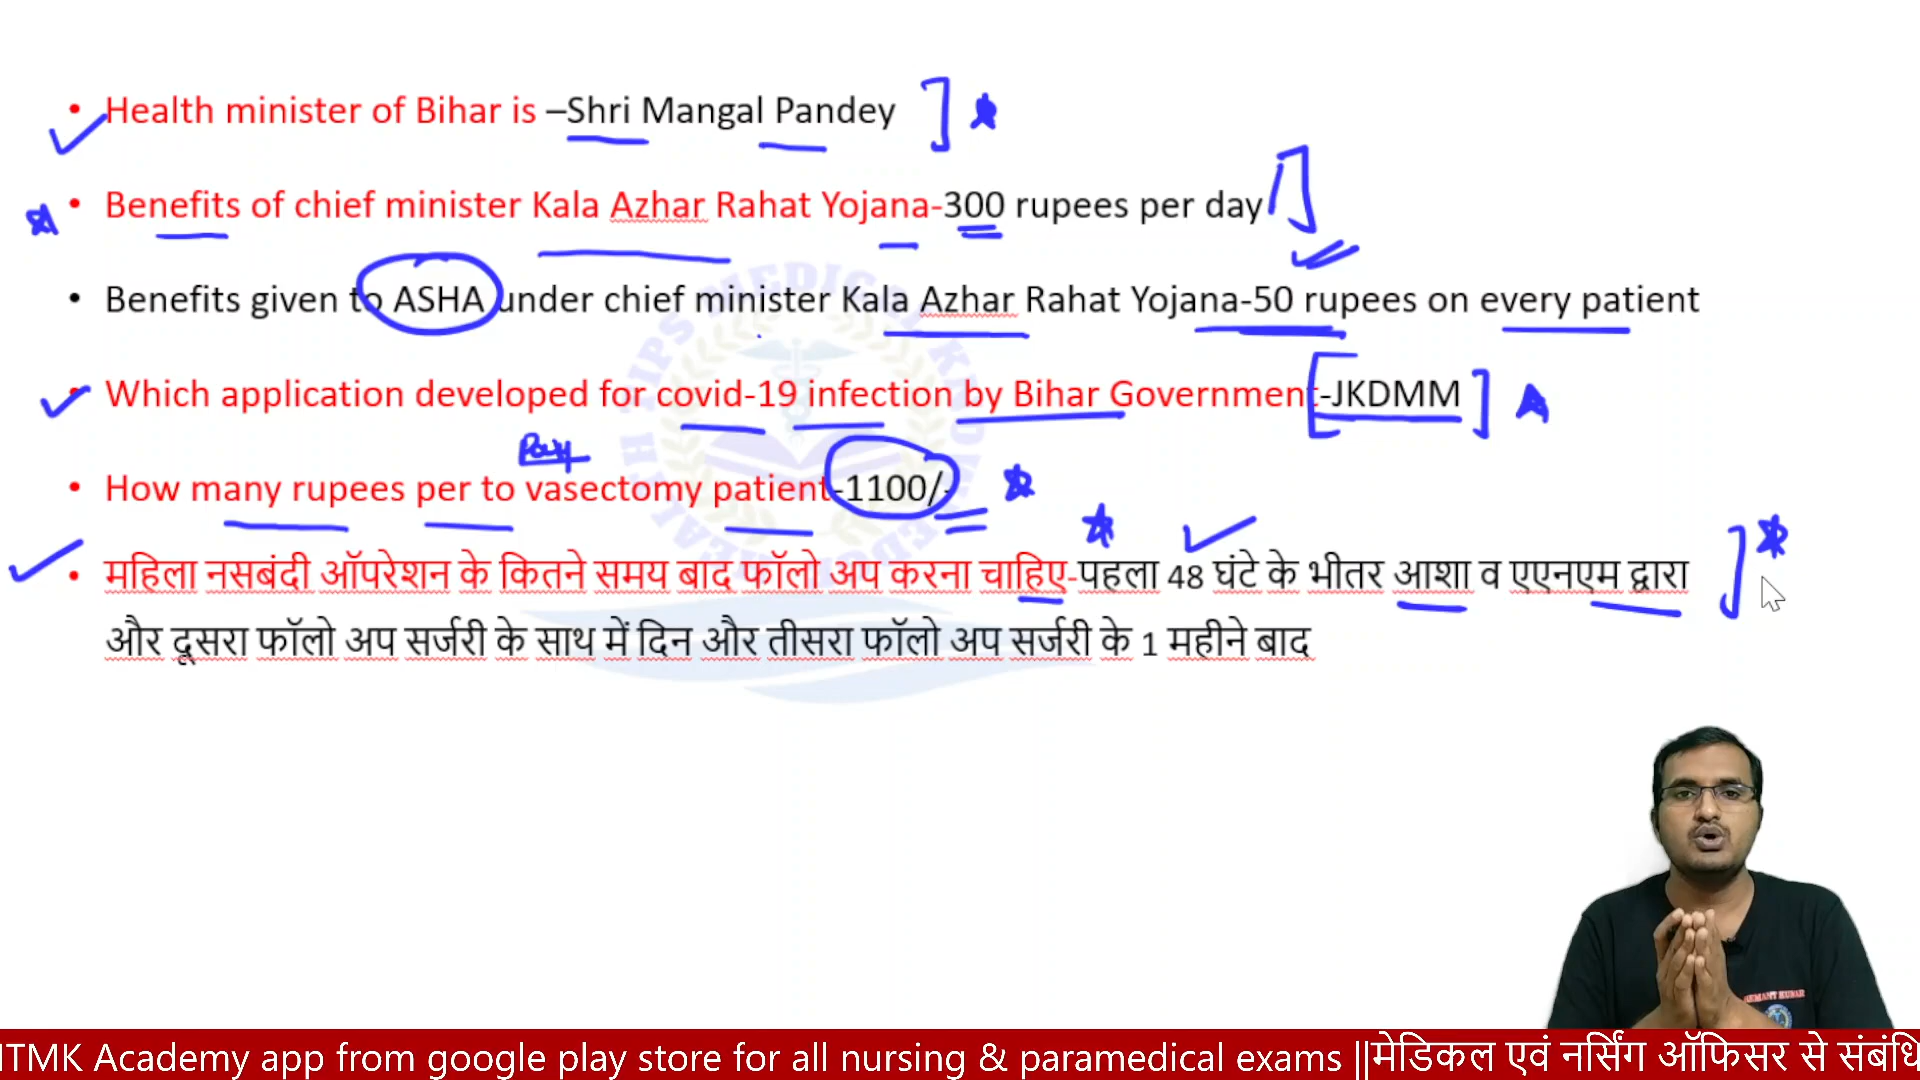 • Health minister of Bihar is –Shri Mangal Pandey
• Benefits of chief minister Kala Azhar Rahat Yojana-300 rupees per day
• Benefits given to ASHA under chief minister Kala Azhar Rahat Yojana-50 rupees on every patient
• Which application developed for covid-19 infection by Bihar Government-JKDMM
Pay
• How many rupees per to vasectomy patient-1100/-
• महिला नसबंदी ऑपरेशन के कितने समय बाद फॉलो अप करना चाहिए-पहला 48 घंटे के भीतर आशा व एएनएम द्वारा
और दूसरा फॉलो अप सर्जरी के साथ में दिन और तीसरा फॉलो अप सर्जरी के 1 महीने बाद
HEMANT KUMAR
HTMK Academy app from google play store for all nursing & paramedical exams ||मेडिकल एवं नर्सिंग ऑफिसर से संबंधि